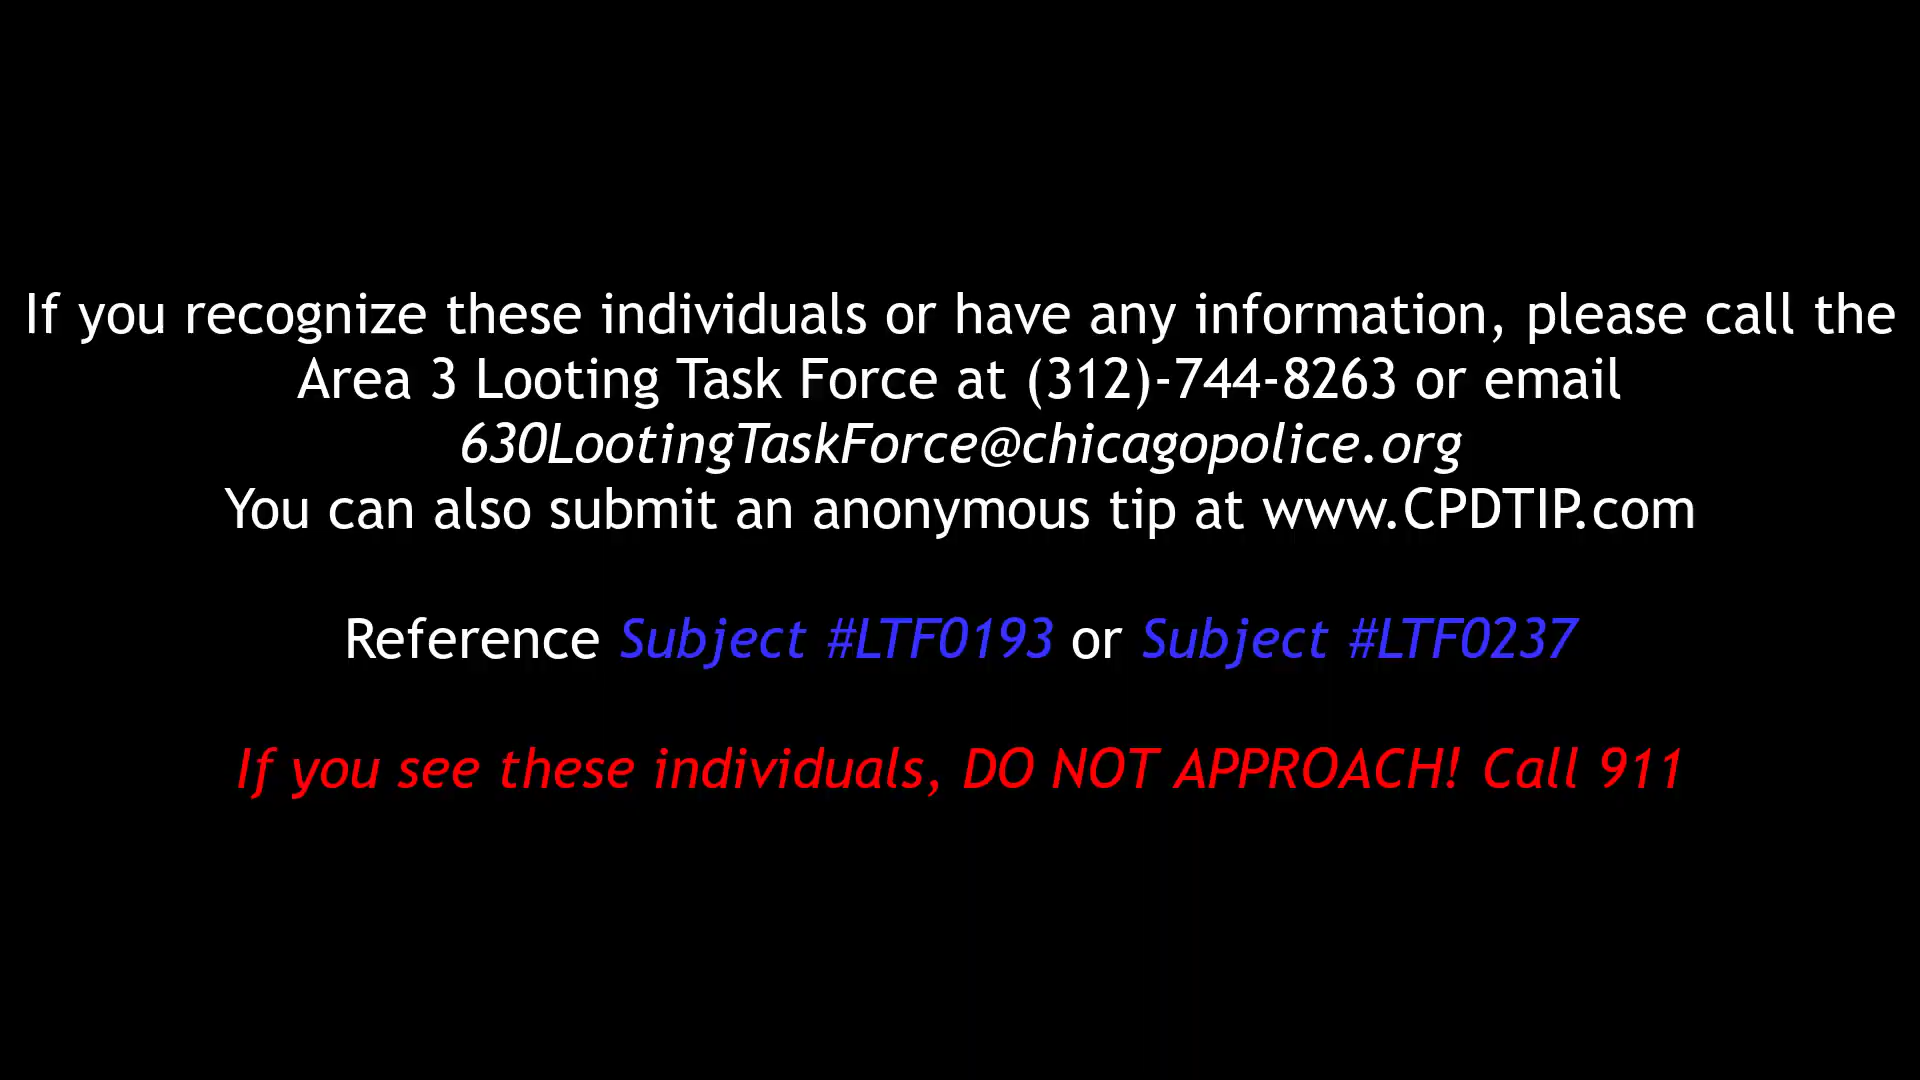 If you recognize these individuals or have any information, please call the
Area 3 Looting Task Force at (312)-744-8263 or email
630LootingTaskForce@chicagopolice.org
You can also submit an anonymous tip at www.CPDTIP.com
Reference Subject #LTF0193 or Subject #LTF0237
If you see these individuals, DO NOT APPROACH! Call 911